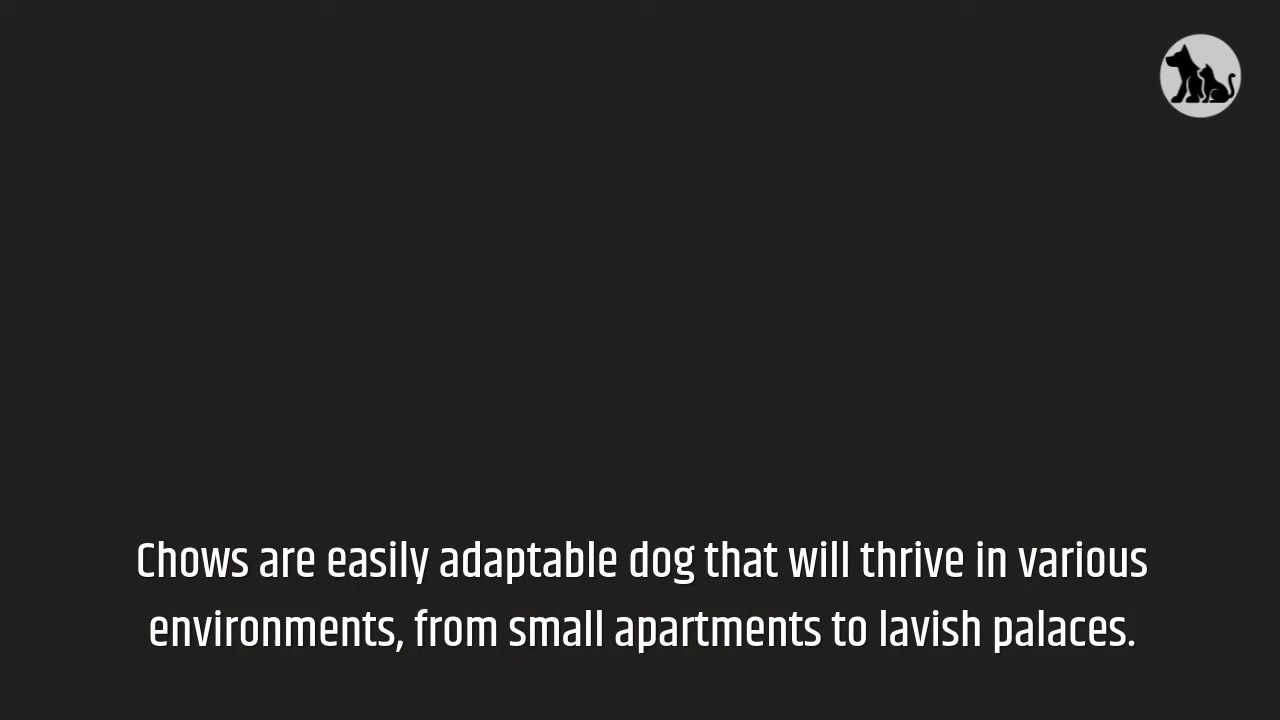 Chows are easily adaptable dog that will thrive in various
environments, from small apartments to lavish palaces.